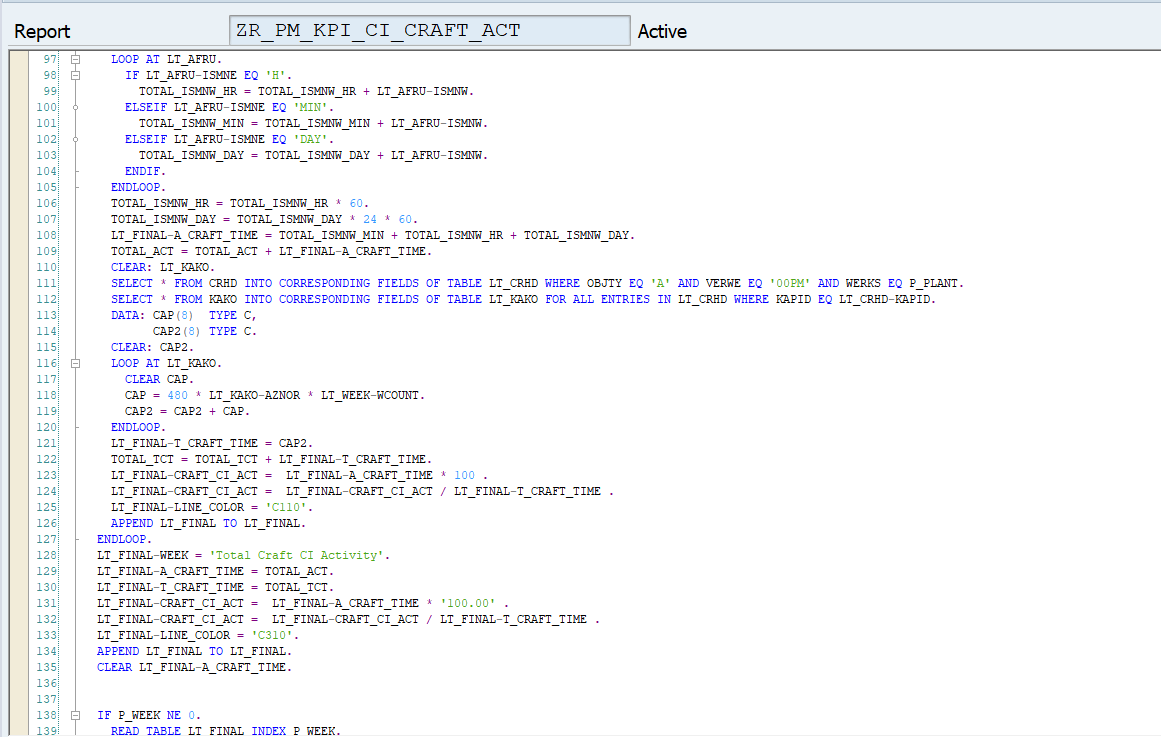 Report ZR_PM_KPI_CI_CRAFT_ACT Active
97 LOOP AT LT_AFRU.
98 IF LT_AFRU-ISMNE EQ 'H'.
99 TOTAL_ISMNW_HR = TOTAL_ISMNW_HR + LT_AFRU-ISMNW.
100 ELSEIF LT_AFRU-ISMNE EQ 'MIN'.
101 TOTAL_ISMNW_MIN = TOTAL_ISMNW_MIN + LT_AFRU-ISMNW.
102 ELSEIF LT_AFRU-ISMNE EQ 'DAY'.
103 TOTAL_ISMNW_DAY = TOTAL_ISMNW_DAY + LT_AFRU-ISMNW.
104 ENDIF.
105 ENDLOOP.
106 TOTAL_ISMNW_HR = TOTAL_ISMNW_HR * 60.
107 TOTAL_ISMNW_DAY = TOTAL_ISMNW_DAY * 24 * 60.
108 LT_FINAL-A_CRAFT_TIME = TOTAL_ISMNW_MIN + TOTAL_ISMNW_HR + TOTAL_ISMNW_DAY.
109 TOTAL_ACT = TOTAL_ACT + LT_FINAL-A_CRAFT_TIME.
110 CLEAR: LT_KAKO.
111 SELECT * FROM CRHD INTO CORRESPONDING FIELDS OF TABLE LT_CRHD WHERE OBJTY EQ 'A' AND VERWE EQ '00PM' AND WERKS EQ P_PLANT.
112 SELECT * FROM KAKO INTO CORRESPONDING FIELDS OF TABLE LT_KAKO FOR ALL ENTRIES IN LT_CRHD WHERE KAPID EQ LT_CRHD-KAPID.
113 DATA: CAP(8) TYPE C,
114 CAP2(8) TYPE C.
115 CLEAR: CAP2.
116 LOOP AT LT_KAKO.
117 CLEAR CAP.
118 CAP = 480 * LT_KAKO-AZNOR * LT_WEEK-WCOUNT.
119 CAP2 = CAP2 + CAP.
120 ENDLOOP.
121 LT_FINAL-T_CRAFT_TIME = CAP2.
122 TOTAL_TCT = TOTAL_TCT + LT_FINAL-T_CRAFT_TIME.
123 LT_FINAL-CRAFT_CI_ACT = LT_FINAL-A_CRAFT_TIME * 100 .
124 LT_FINAL-CRAFT_CI_ACT = LT_FINAL-CRAFT_CI_ACT / LT_FINAL-T_CRAFT_TIME .
125 LT_FINAL-LINE_COLOR = 'C110'.
126 APPEND LT_FINAL TO LT_FINAL.
127 ENDLOOP.
128 LT_FINAL-WEEK = 'Total Craft CI Activity'.
129 LT_FINAL-A_CRAFT_TIME = TOTAL_ACT.
130 LT_FINAL-T_CRAFT_TIME = TOTAL_TCT.
131 LT_FINAL-CRAFT_CI_ACT = LT_FINAL-A_CRAFT_TIME * '100.00' .
132 LT_FINAL-CRAFT_CI_ACT = LT_FINAL-CRAFT_CI_ACT / LT_FINAL-T_CRAFT_TIME .
133 LT_FINAL-LINE_COLOR = 'C310'.
134 APPEND LT_FINAL TO LT_FINAL.
135 CLEAR LT_FINAL-A_CRAFT_TIME.
136
137
138 IF P_WEEK NE 0.
139 READ TABLE LT_FINAL INDEX P_WEEK.